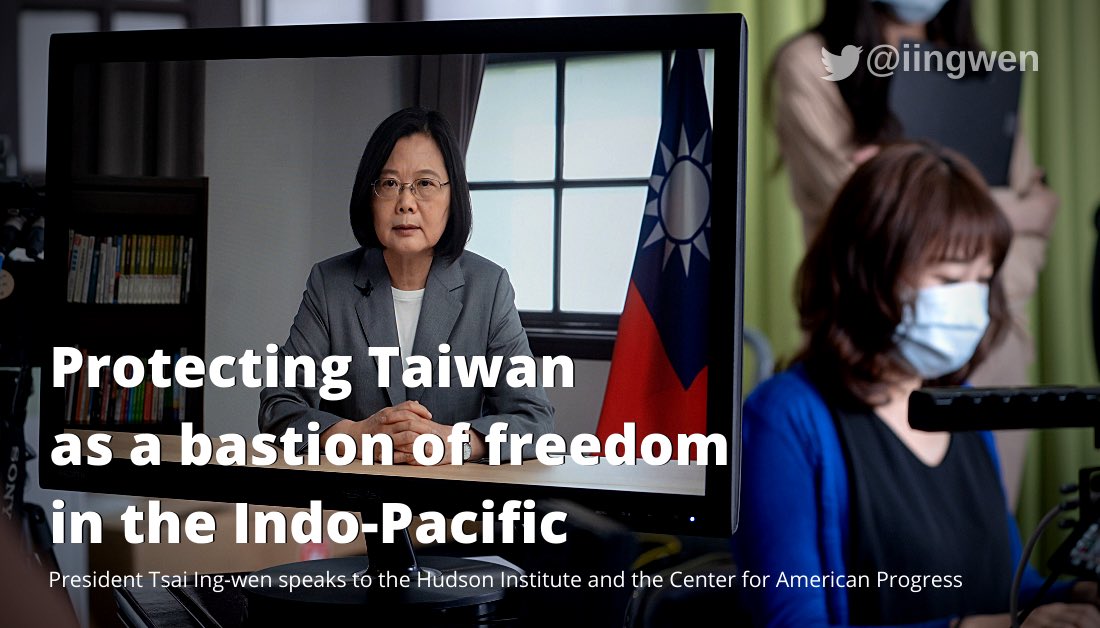 @iingwen
Protecting Taiwan
as a bastion of freedom
in the Indo-Pacific
President Tsai Ing-wen speaks to the Hudson Institute and the Center for American Progress
SONY